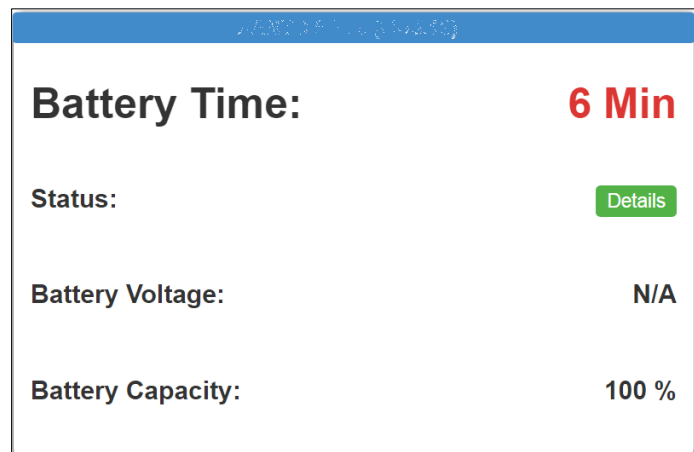 Battery Time: 6 Min
Status: Details
Battery Voltage: N/A
Battery Capacity: 100 %